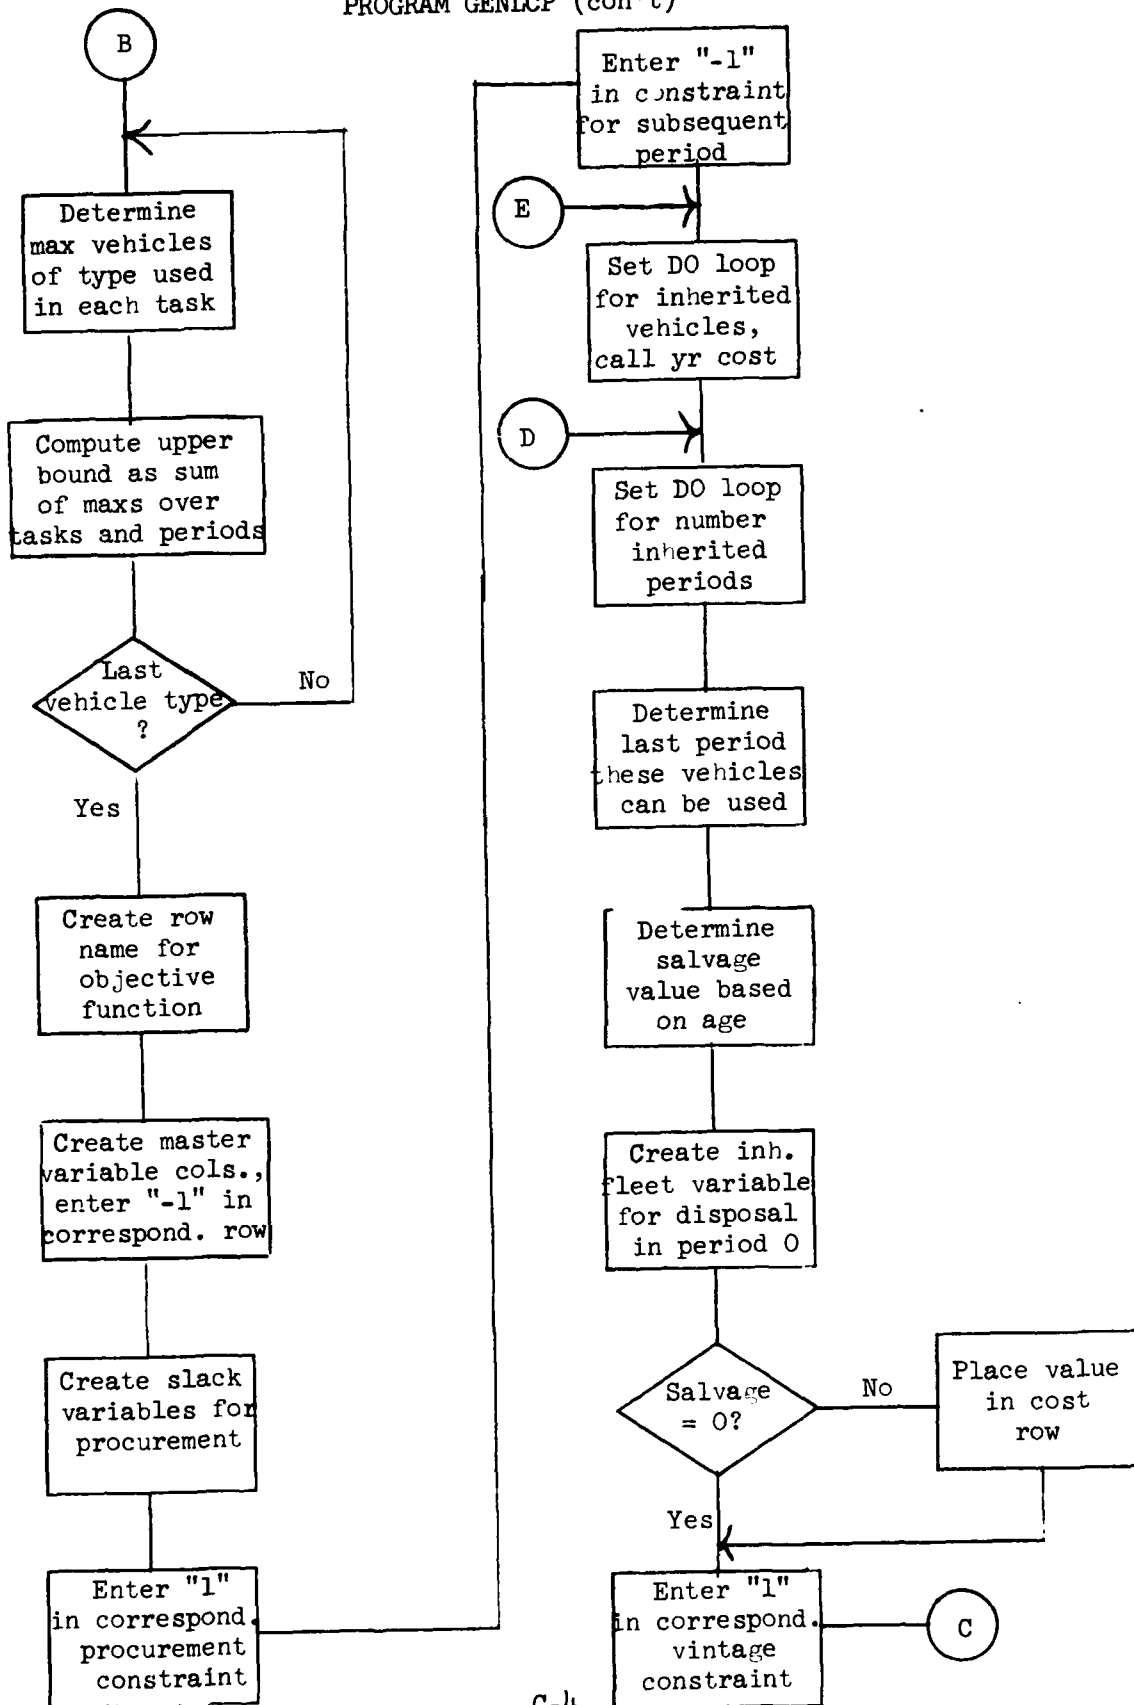 PROGRAM GENLCP (con't)
B
Determine
max vehicles
of type used
in each task
Compute upper
bound as sum
of maxs over
tasks and periods
Last
vehicle type
?
No
Yes
Create row
name for
objective
function
Create master
variable cols.,
enter "-1" in
correspond. row
Create slack
variables for
procurement
Enter "1"
in correspond.
procurement
constraint
Enter "-1"
in constraint
for subsequent
period
E
Set DO loop
for inherited
vehicles,
call yr cost
D
Set DO loop
for number
inherited
periods
Determine
last period
these vehicles
can be used
Determine
salvage
value based
on age
Create inh.
fleet variable
for disposal
in period 0
Salvage
= 0?
No
Place value
in cost
row
Yes
Enter "1"
in correspond.
vintage
constraint
C
C-4